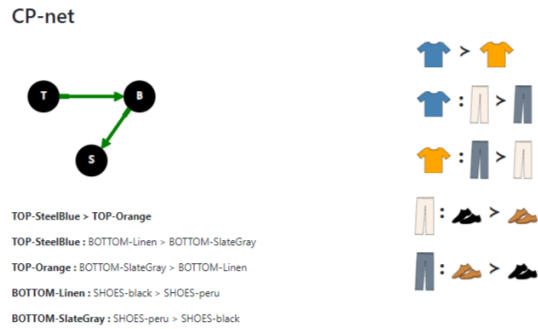 CP-net
T
B
S
TOP-SteelBlue > TOP-Orange
TOP-SteelBlue : BOTTOM-Linen > BOTTOM-SlateGray
TOP-Orange : BOTTOM-SlateGray > BOTTOM-Linen
BOTTOM-Linen : SHOES-black > SHOES-peru
BOTTOM-SlateGray : SHOES-peru > SHOES-black
>
: >
: >
: >
: >